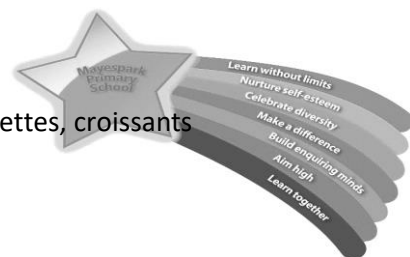 Mayespark
Primary
School
Learn without limits
Nurture self-esteem
Celebrate diversity
Make a difference
Build enquiring minds
Aim high
Learn together
ettes, croissants